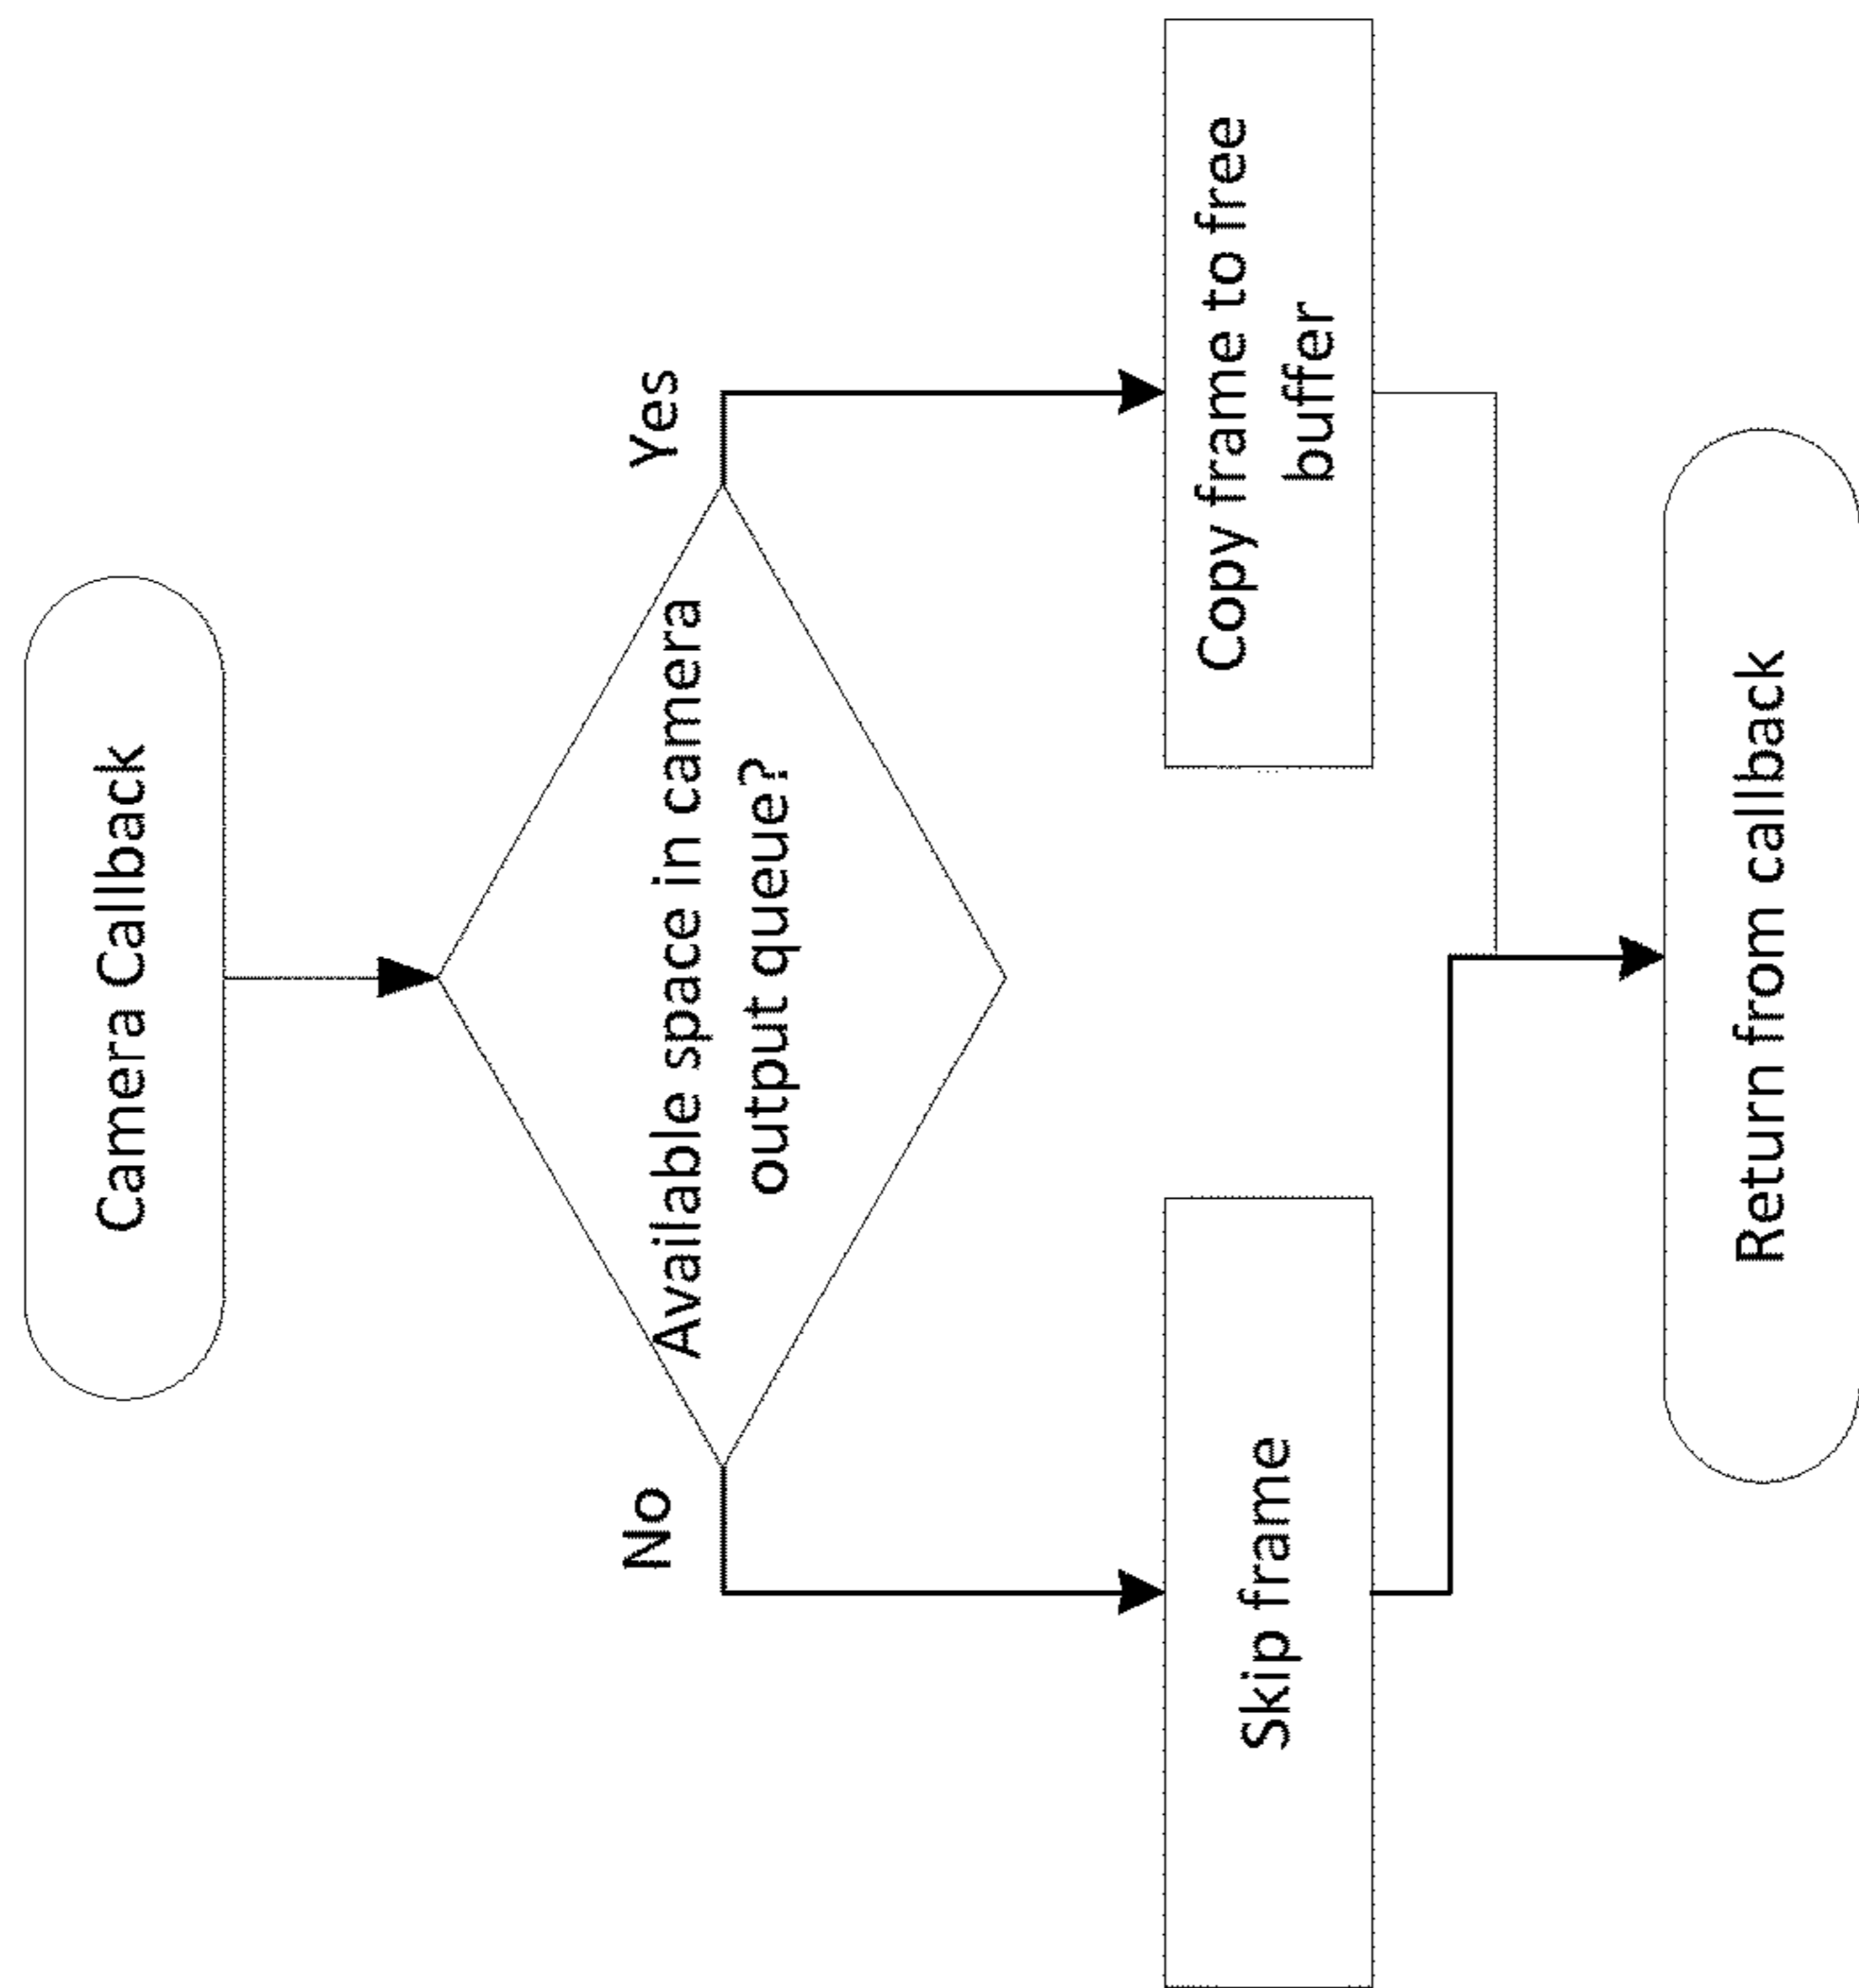 Camera Callback
Available space in camera
output queue?
No
Yes
Skip frame
Copy frame to free
buffer
Return from callback